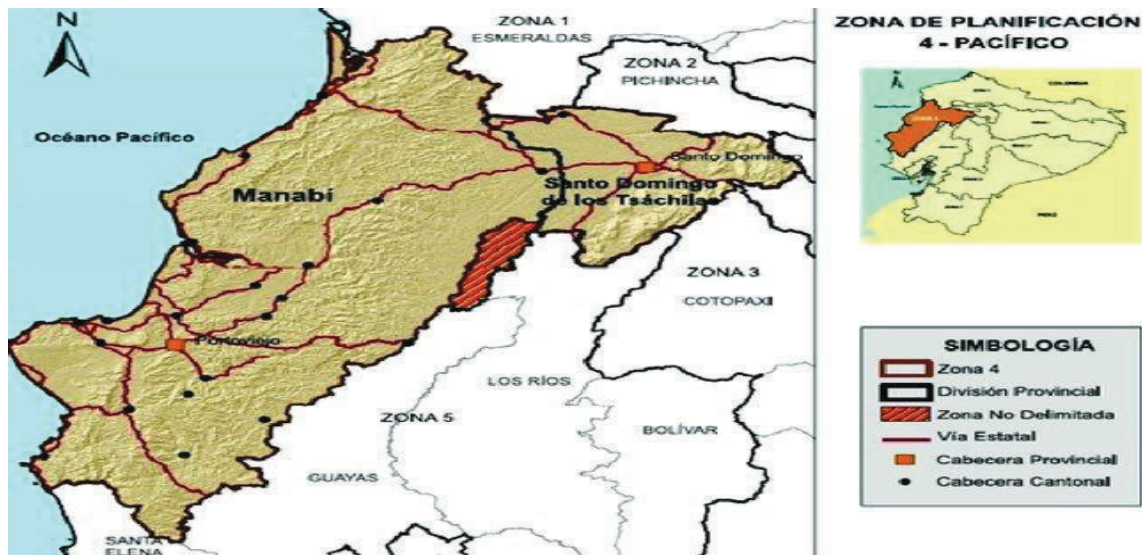 N
ZONA 1
ESMERALDAS
ZONA 2
PICHINCHA
Océano Pacífico
Manabí
Santo Domingo
Santo Domingo
de los Tsáchilas
ZONA 3
COTOPAXI
Portoviejo
LOS RÍOS
ZONA 5
BOLÍVAR
GUAYAS
SANTA
ELENA
ZONA DE PLANIFICACIÓN
4 - PACÍFICO
COLOMBIA
PERÚ
SIMBOLOGÍA
Zona 4
División Provincial
Zona No Delimitada
Vía Estatal
Cabecera Provincial
Cabecera Cantonal